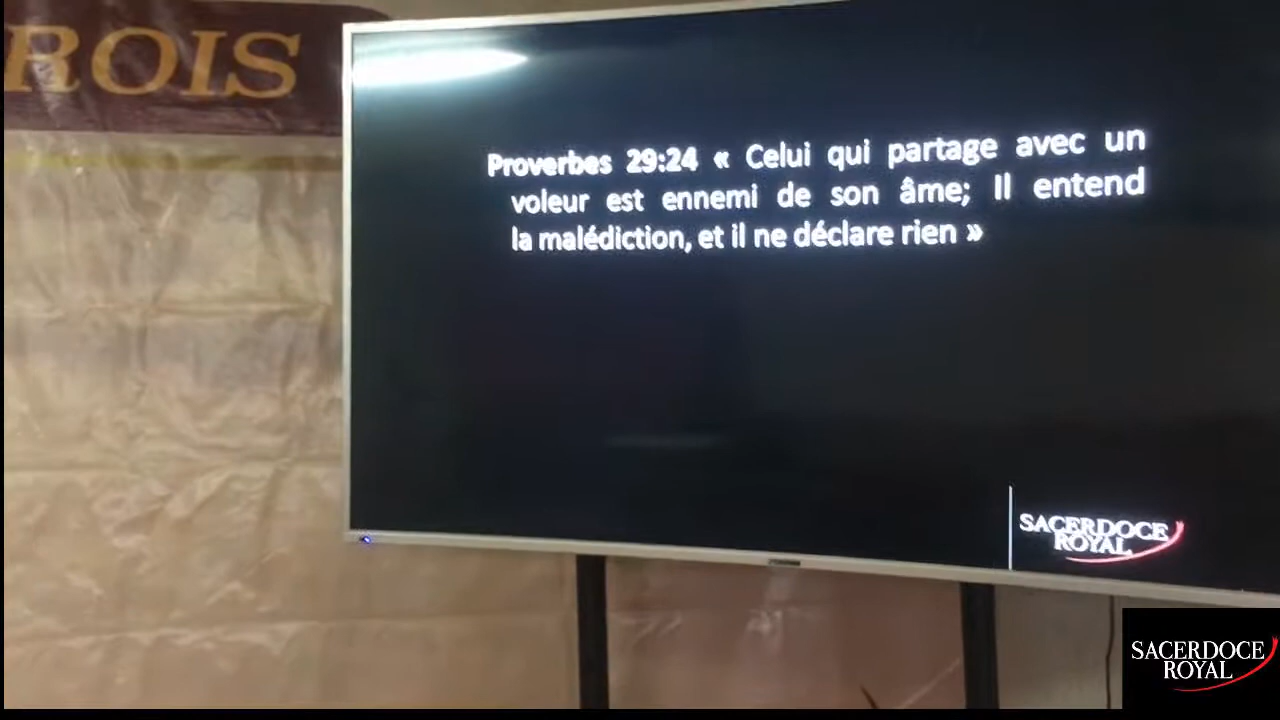 ROIS
Proverbes 29:24 « Celui qui partage avec un
voleur est ennemi de son âme; Il entend
la malédiction, et il ne déclare rien »
SACERDOCE
ROYAL
SACERDOCE
ROYAL